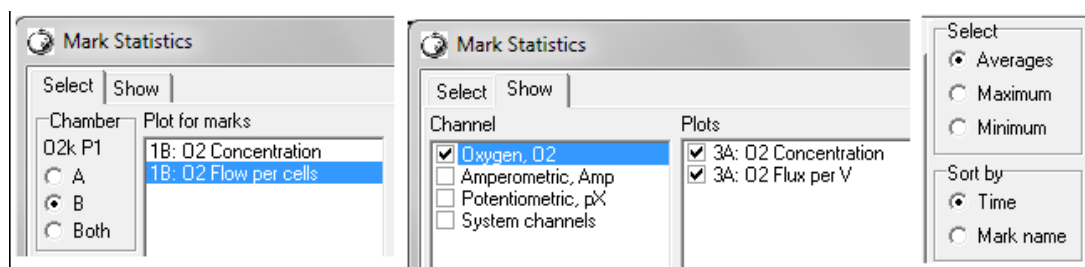 Mark Statistics
Select Show
Chamber
O2k P1
A
B
Both
Plot for marks
1B: O2 Concentration
1B: O2 Flow per cells
Mark Statistics
Select Show
Channel
Oxygen, O2
Amperometric, Amp
Potentiometric, pX
System channels
Plots
3A: O2 Concentration
3A: O2 Flux per V
Select
Averages
Maximum
Minimum
Sort by
Time
Mark name